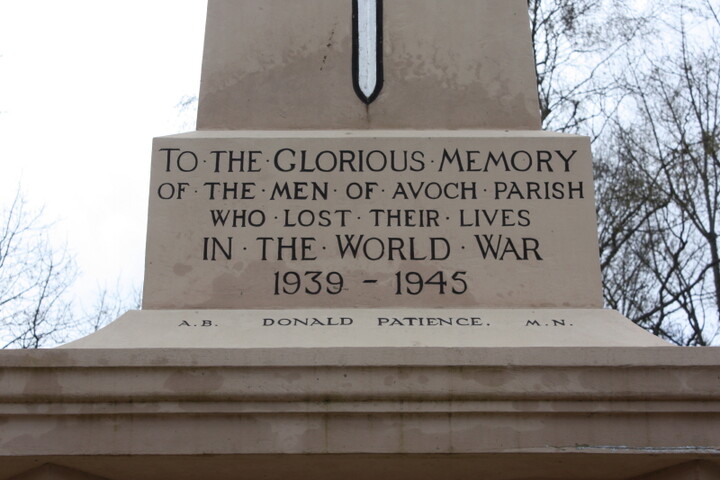 TO · THE · GLORIOUS · MEMORY
OF · THE · MEN · OF · AVOCH · PARISH
WHO · LOST · THEIR · LIVES
IN · THE · WORLD · WAR
1939 – 1945
A.B. DONALD PATIENCE. M.N.